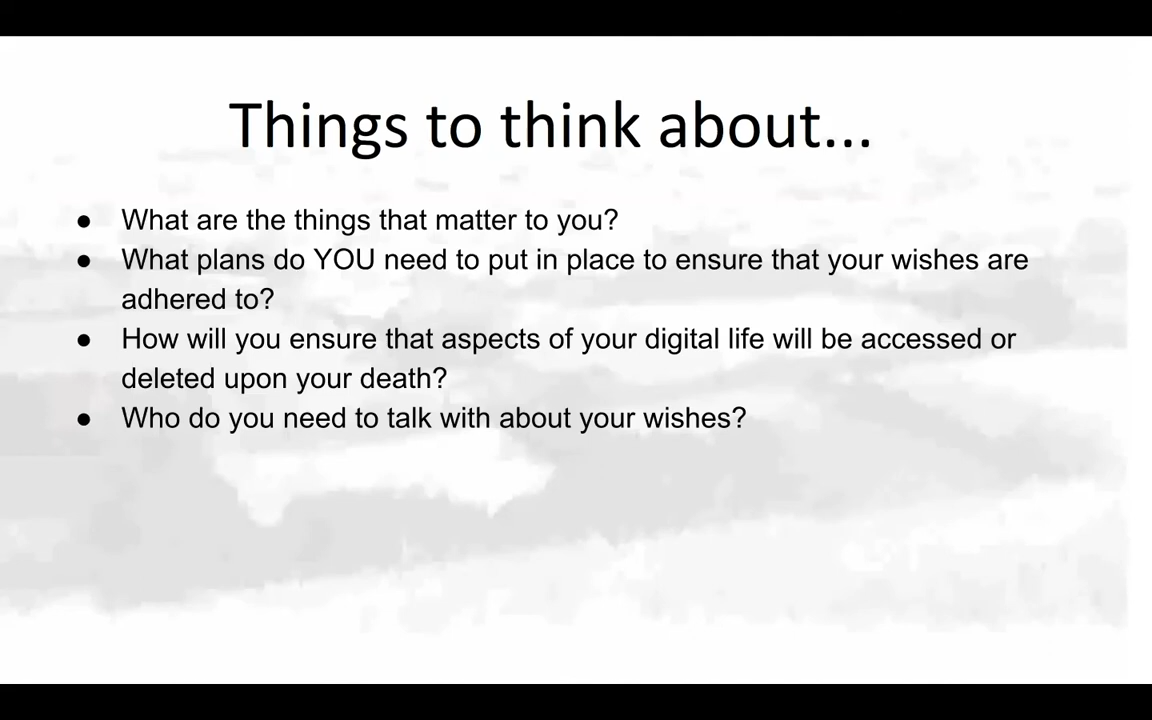 Things to think about...
● What are the things that matter to you?
● What plans do YOU need to put in place to ensure that your wishes are
adhered to?
● How will you ensure that aspects of your digital life will be accessed or
deleted upon your death?
● Who do you need to talk with about your wishes?